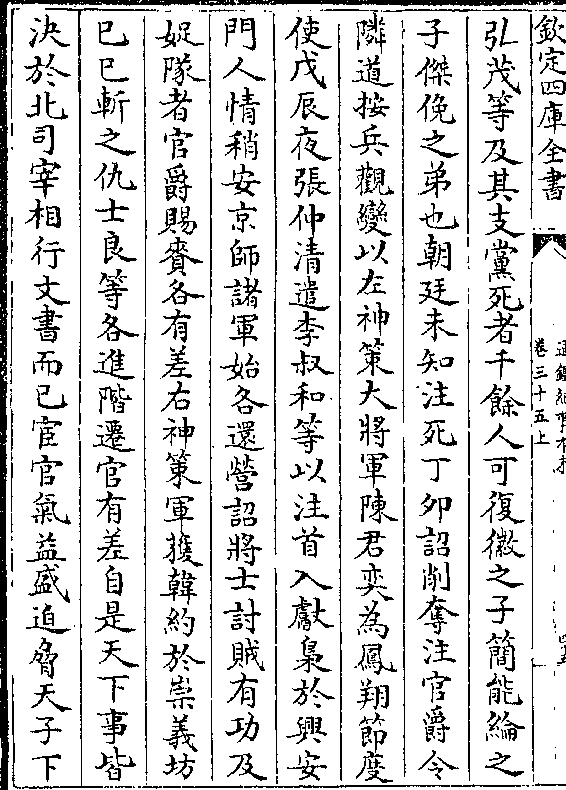 欽定四庫全書
卷三十五上
弘茂等及其支黨死者千餘人可復徽之子簡能綸之
子傑俛之弟也朝廷未知注死丁夘詔削奪注官爵令
隣道按兵觀變以左神策大將軍陳君奕為鳳翔節度
使戊辰夜張仲清遣李叔和等以注首入獻梟於興安
門人情稍安京師諸軍始各還營詔將士討賊有功及
娖隊者官爵賜賚各有差右神策軍獲韓約於崇義坊
已巳斬之仇士良等各進階遷官有差自是天下事皆
決於北司宰相行文書而已宦官氣益盛迫脅天子下